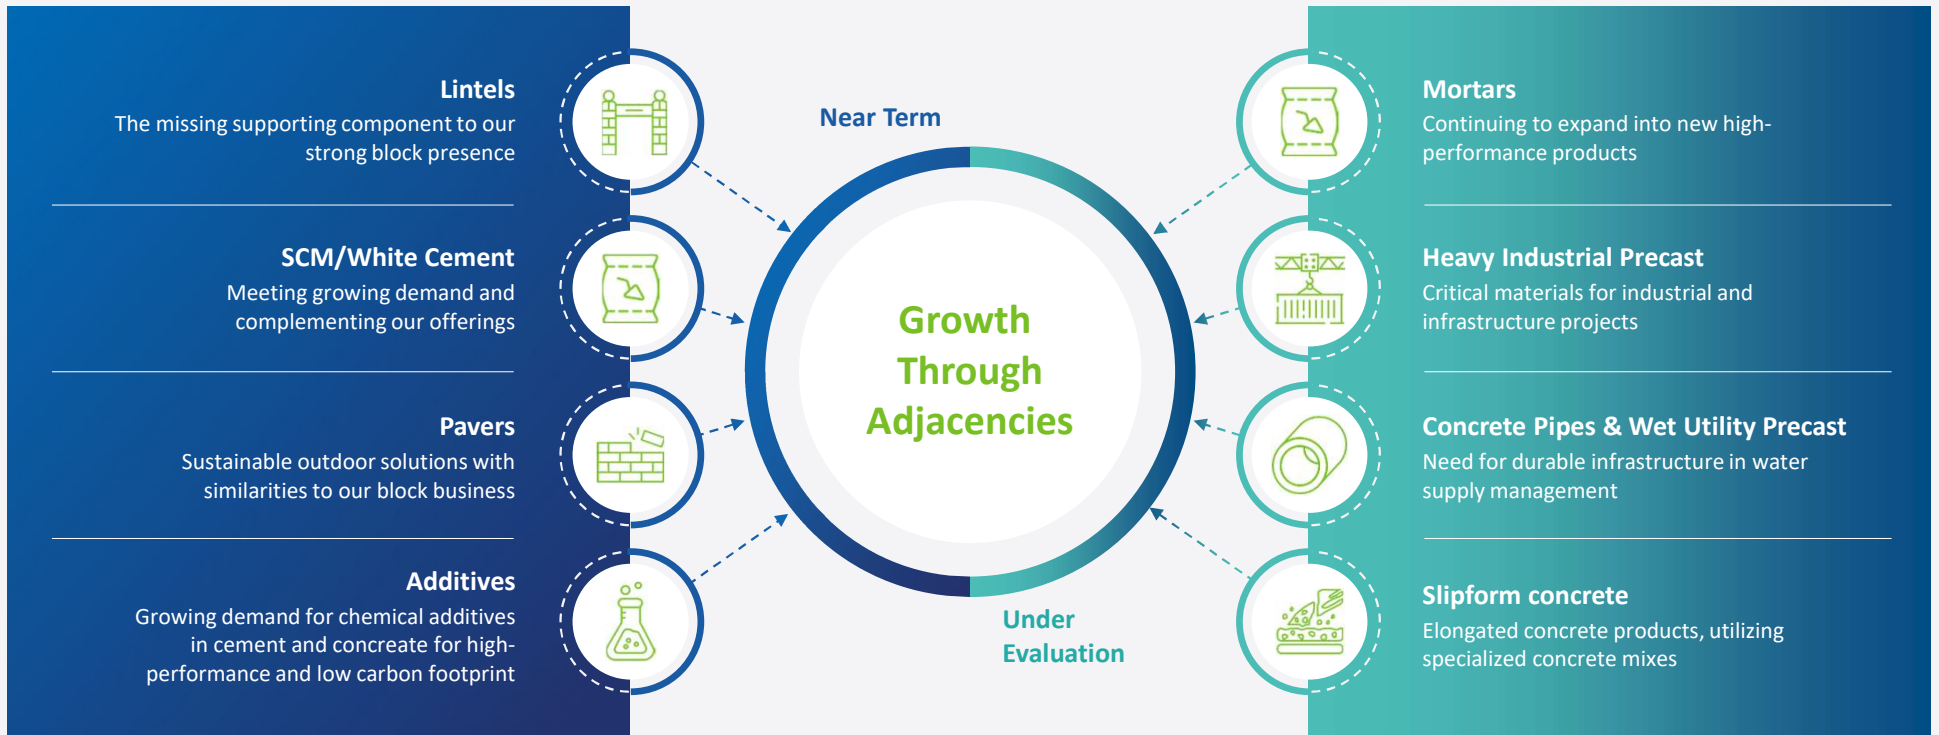 Lintels
The missing supporting component to our
strong block presence
SCM/White Cement
Meeting growing demand and
complementing our offerings
Pavers
Sustainable outdoor solutions with
similarities to our block business
Additives
Growing demand for chemical additives
in cement and concreate for high-
performance and low carbon footprint
Near Term
Growth
Through
Adjacencies
Under
Evaluation
Mortars
Continuing to expand into new high-
performance products
Heavy Industrial Precast
Critical materials for industrial and
infrastructure projects
Concrete Pipes & Wet Utility Precast
Need for durable infrastructure in water
supply management
Slipform concrete
Elongated concrete products, utilizing
specialized concrete mixes